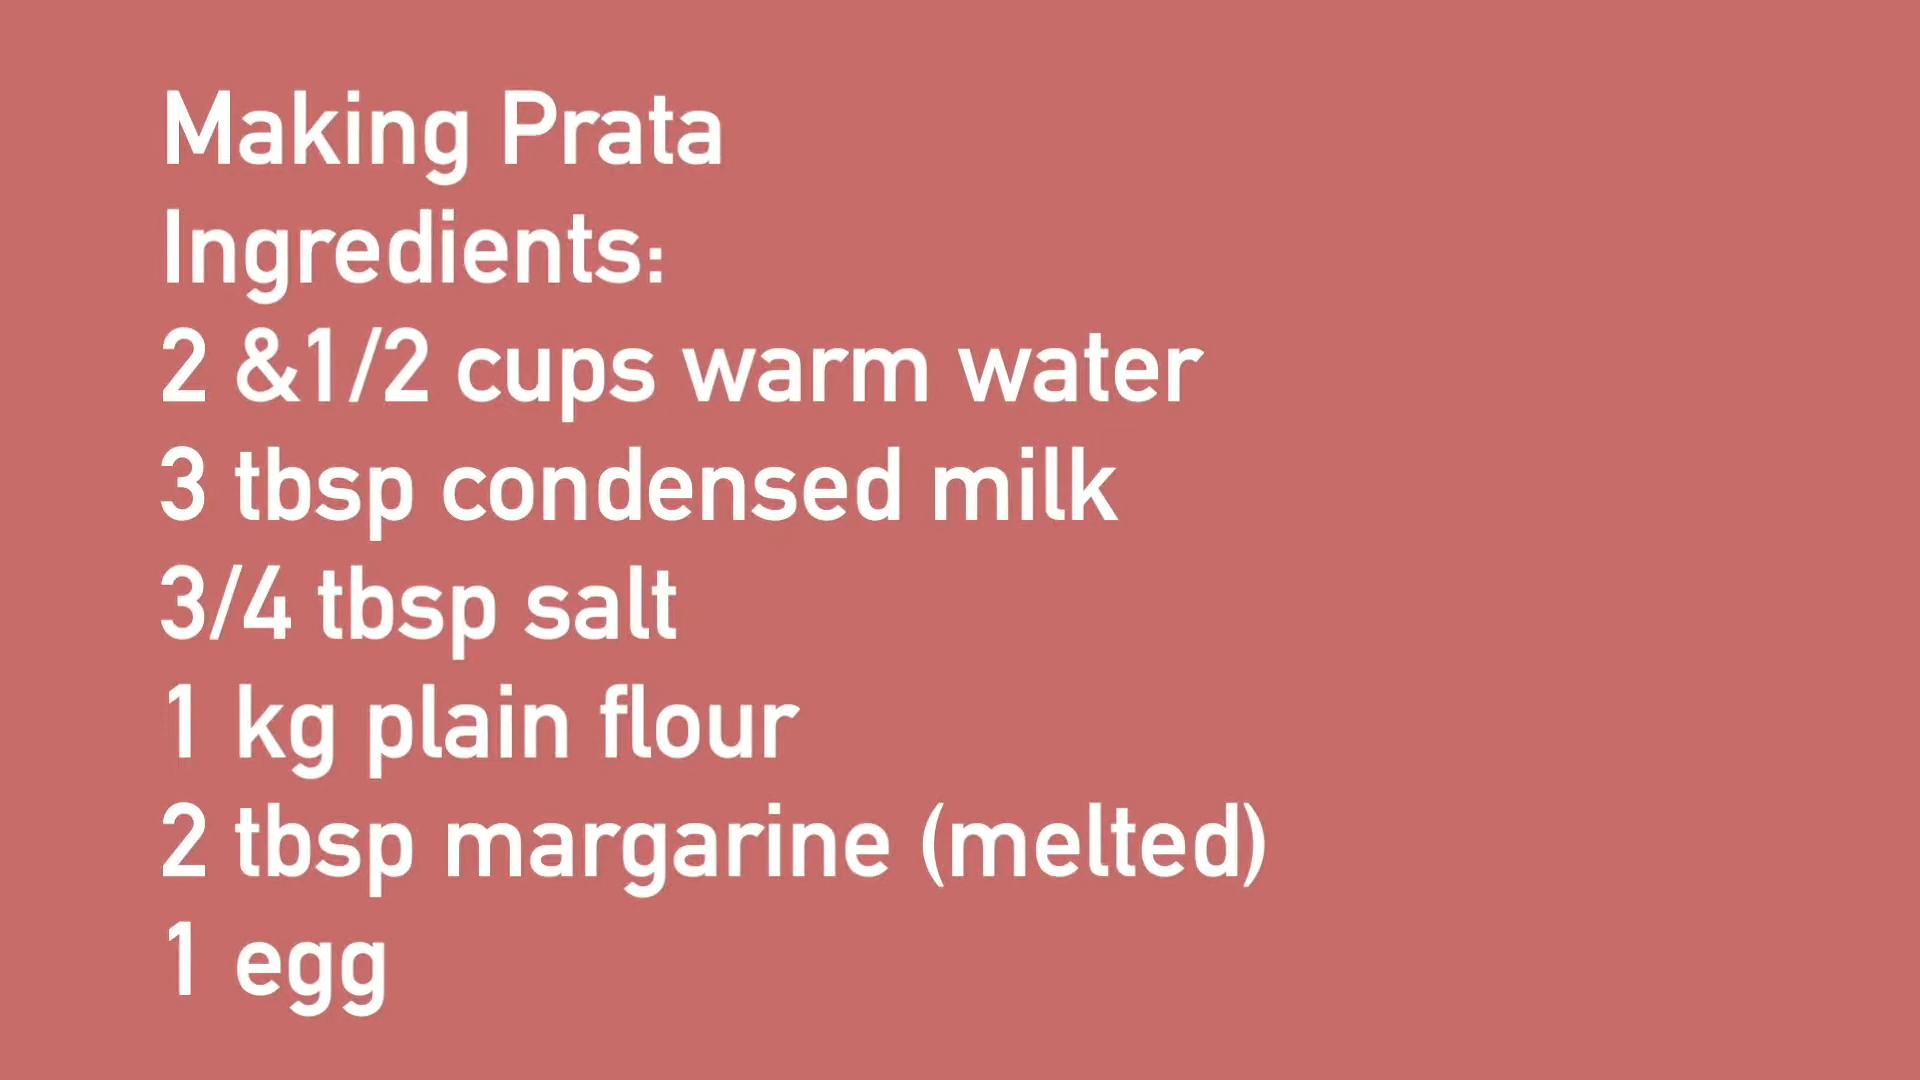 Making Prata
Ingredients:
2 &1/2 cups warm water
3 tbsp condensed milk
3/4 tbsp salt
1 kg plain flour
2 tbsp margarine (melted)
1 egg